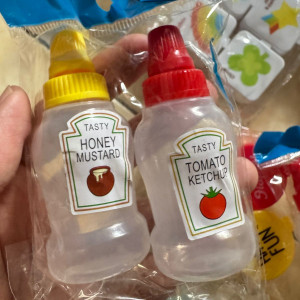 TASTY
HONEY
MUSTARD
TASTY
TOMATO
KETCHUP
FUN